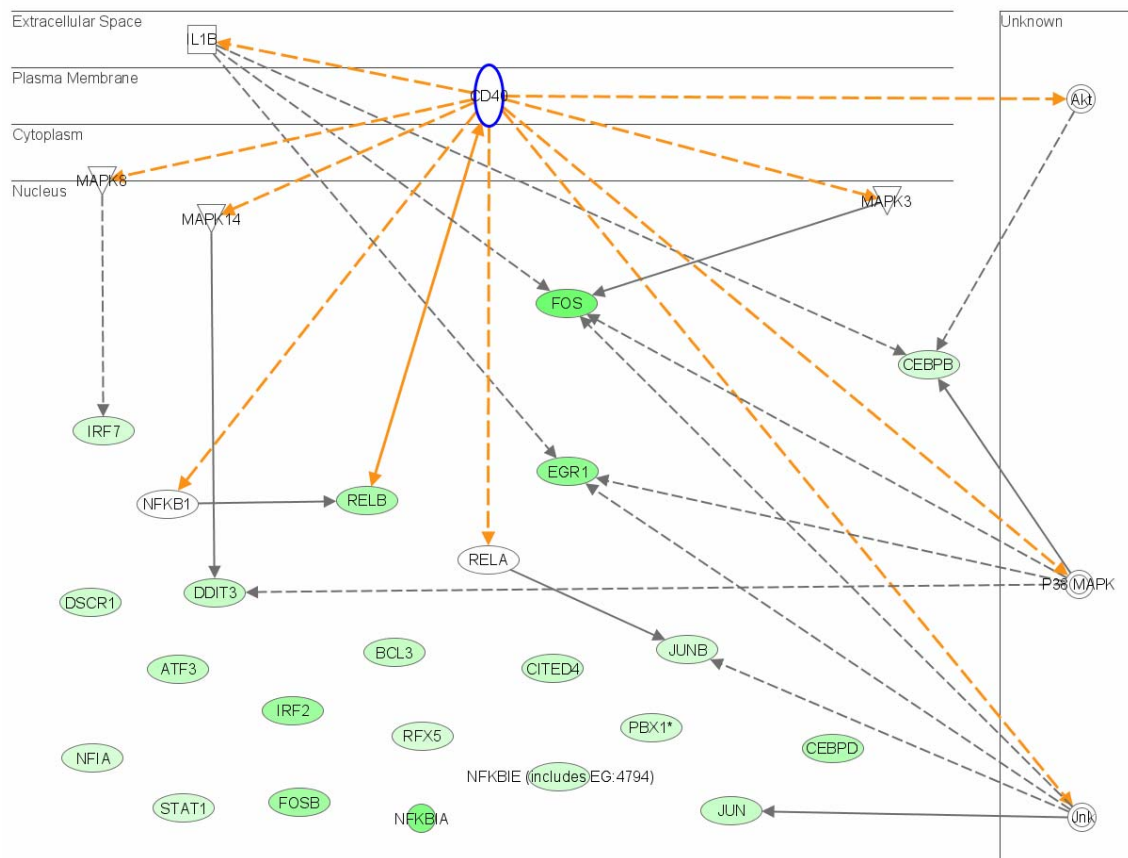 Extracellular Space
Unknown
IL1B
Plasma Membrane
CD40
Akt
Cytoplasm
MAPK8
Nucleus
MAPK14
MAPK3
FOS
CEBPB
IRF7
EGR1
NFKB1
RELB
RELA
P38 MAPK
DSCR1
DDIT3
JUNB
BCL3
ATF3
CITED4
IRF2
PBX1*
RFX5
CEBPD
NFIA
NFKBIE (includes EG:4794)
STAT1
FOSB
JUN
NFKBIA
Jnk